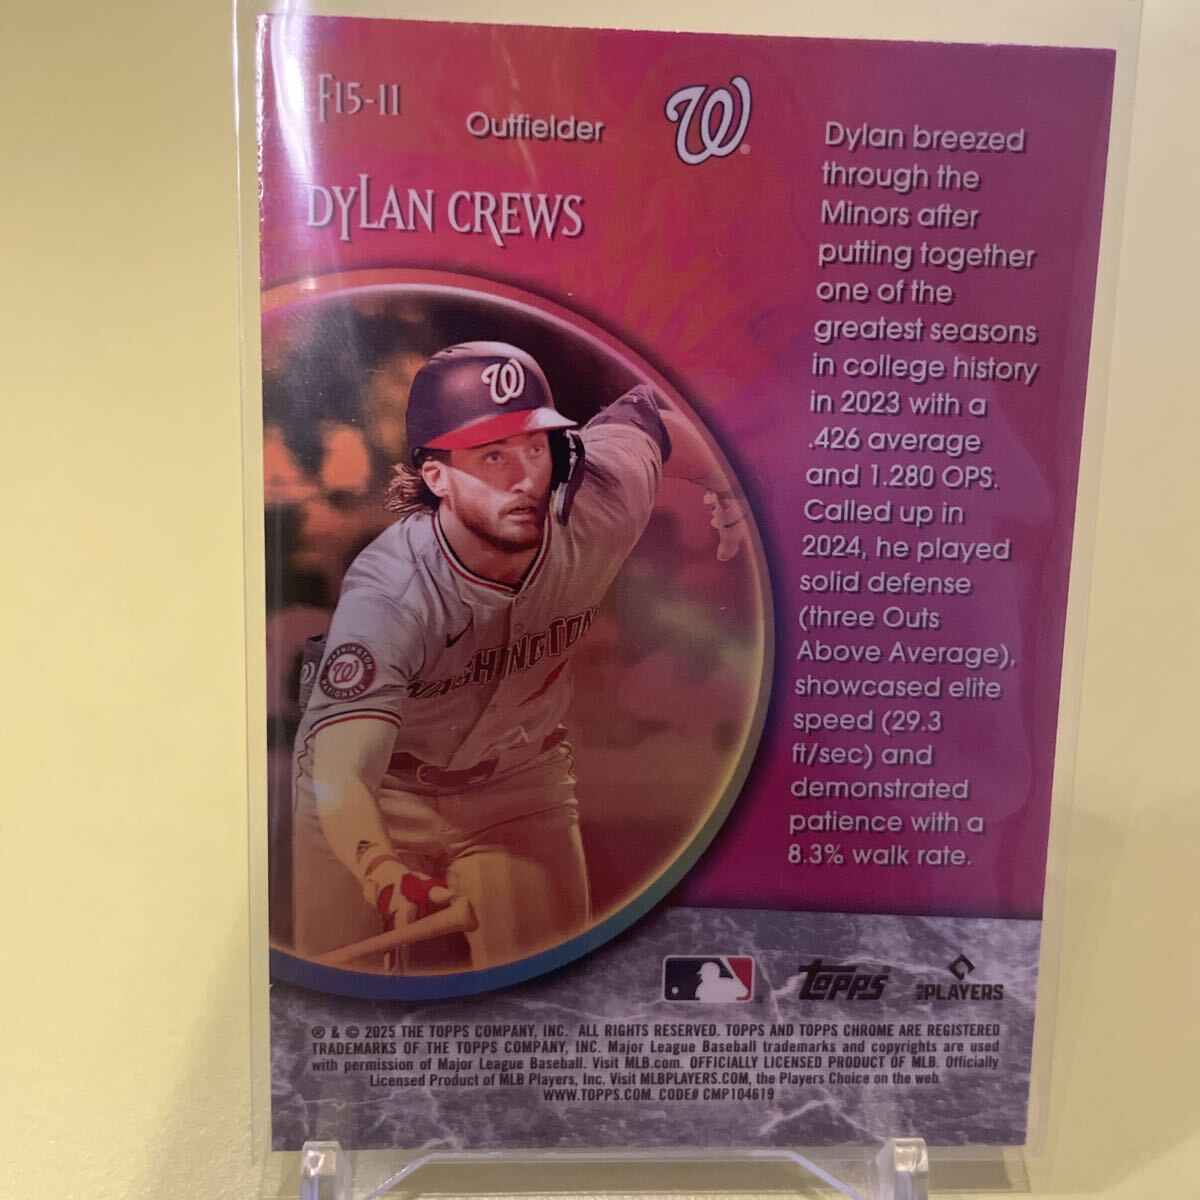 F15-11
Outfielder
W
DYLAN CREWS
Dylan breezed
through the
Minors after
putting together
one of the
greatest seasons
in college history
in 2023 with a
.426 average
and 1.280 OPS.
Called up in
2024, he played
solid defense
(three Outs
Above Average),
showcased elite
speed (29.3
ft/sec) and
demonstrated
patience with a
8.3% walk rate.
W
WASHINGTON
WASHINGTON
W
NATIONALS
topps
MLB PLAYERS
® & © 2025 THE TOPPS COMPANY, INC. ALL RIGHTS RESERVED. TOPPS AND TOPPS CHROME ARE REGISTERED
TRADEMARKS OF THE TOPPS COMPANY, INC. Major League Baseball trademarks and copyrights are used
with permission of Major League Baseball. Visit MLB.com. OFFICIALLY LICENSED PRODUCT OF MLB. Officially
Licensed Product of MLB Players, Inc. Visit MLBPLAYERS.COM, the Players Choice on the web.
WWW.TOPPS.COM. CODE# CMP104619